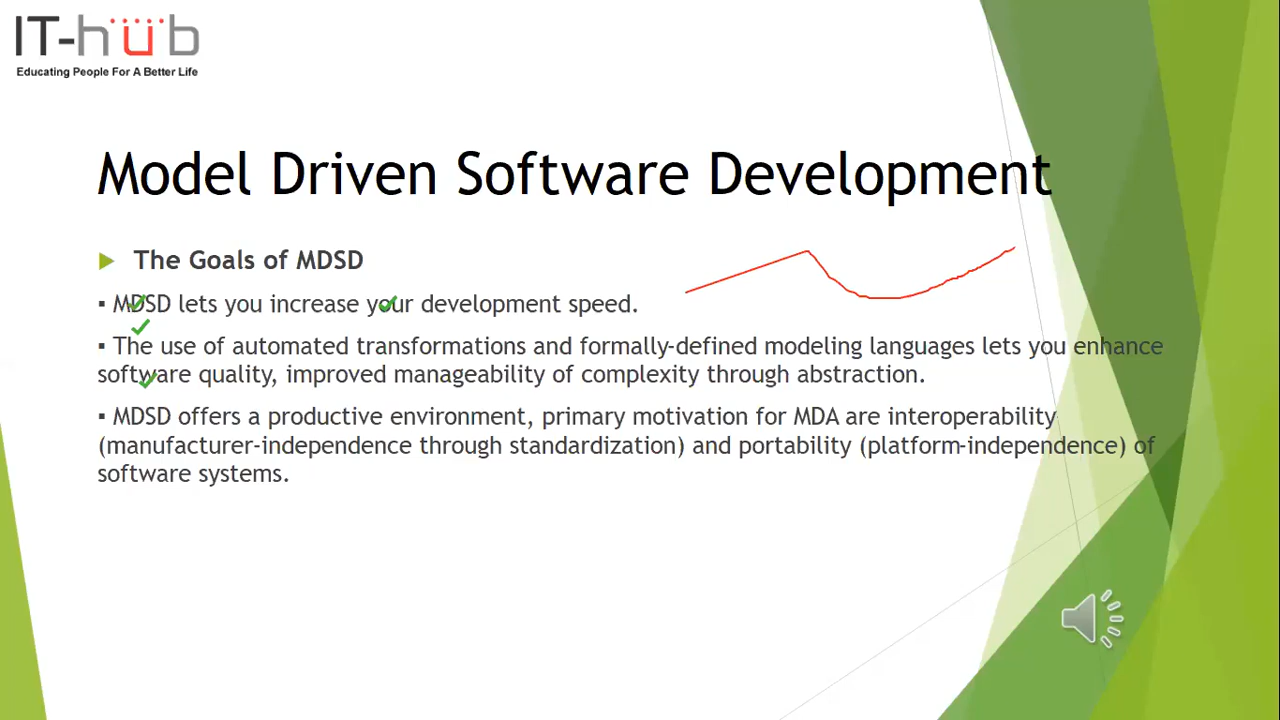 IT-hub
Educating People For A Better Life
Model Driven Software Development
The Goals of MDSD
▪ MDSD lets you increase your development speed.
▪ The use of automated transformations and formally-defined modeling languages lets you enhance
software quality, improved manageability of complexity through abstraction.
▪ MDSD offers a productive environment, primary motivation for MDA are interoperability
(manufacturer-independence through standardization) and portability (platform-independence) of
software systems.